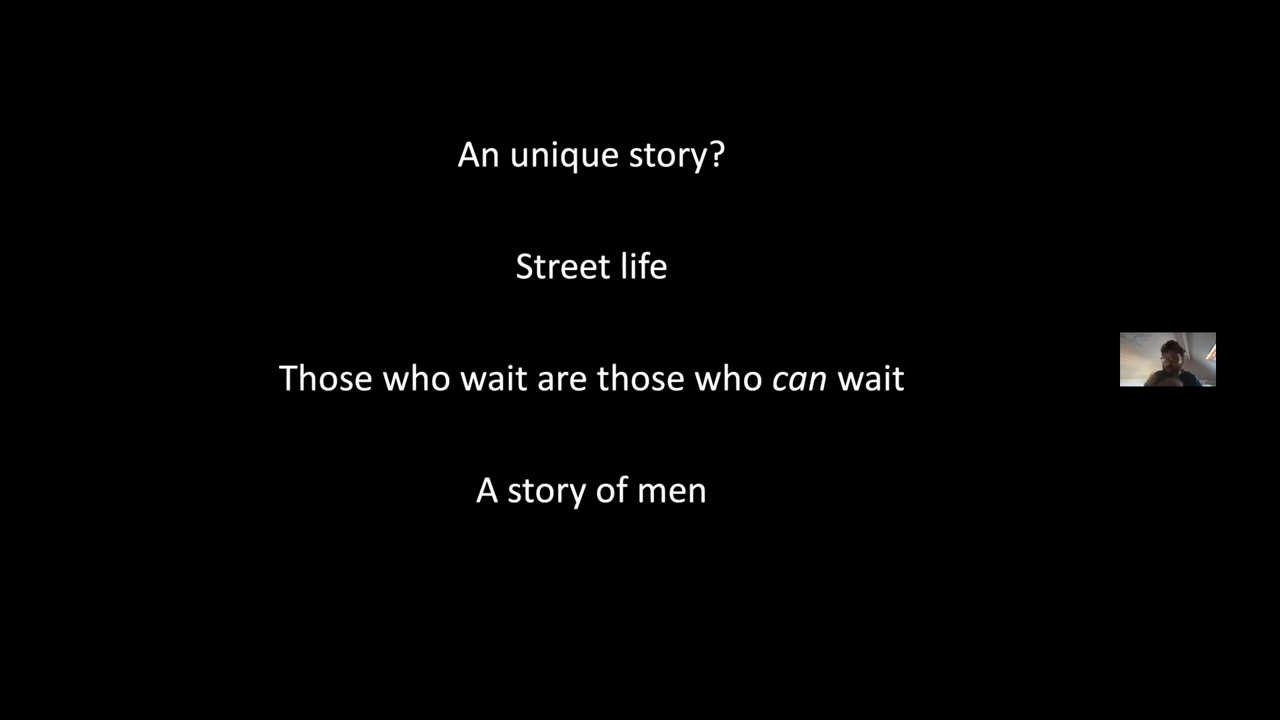 An unique story?
Street life
Those who wait are those who can wait
A story of men